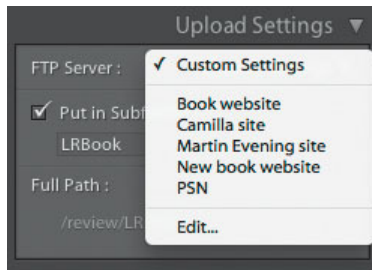 Upload Settings ▼
FTP Server : ✓ Custom Settings
Book website
Camilla site
Martin Evening site
New book website
PSN
Edit...
Put in Subf
LRBook
Full Path :
/review/LR